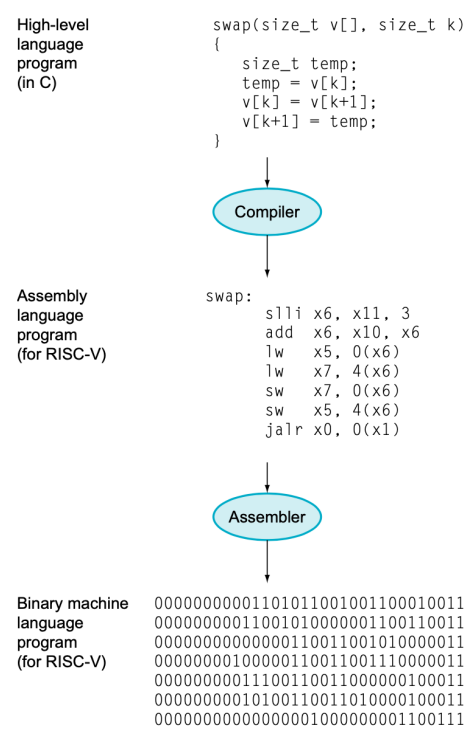 High-level
language
program
(in C)
swap(size_t v[], size_t k)
{
size_t temp;
temp = v[k];
v[k] = v[k+1];
v[k+1] = temp;
}
Compiler
Assembly
language
program
(for RISC-V)
swap:
slli x6, x11, 3
add x6, x10, x6
lw x5, 0(x6)
lw x7, 4(x6)
sw x7, 0(x6)
sw x5, 4(x6)
jalr x0, 0(x1)
Assembler
Binary machine
language
program
(for RISC-V)
00000000001101011001001100010011
00000000011001010000001100110011
00000000000000110011001010000011
00000000100000110011001110000011
00000000011100110011000000100011
00000000010100110011010000100011
00000000000000001000000001100111